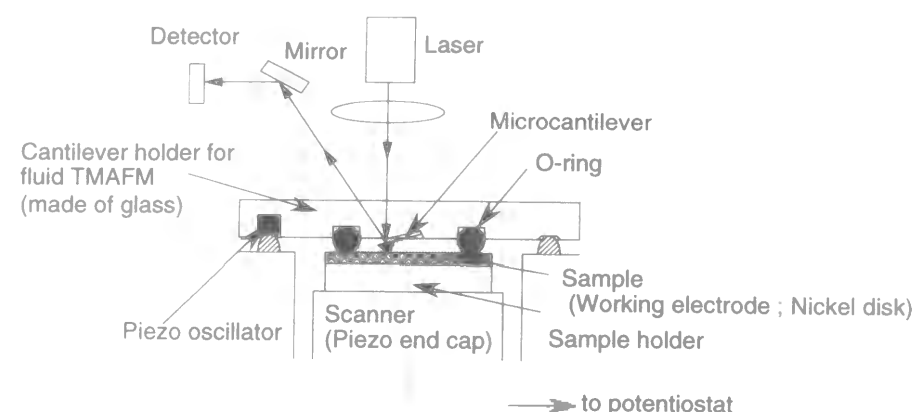 Detector
Mirror
Laser
Microcantilever
Cantilever holder for
fluid TMAFM
(made of glass)
O-ring
Sample
(Working electrode ; Nickel disk)
Piezo oscillator
Scanner
(Piezo end cap)
Sample holder
to potentiostat